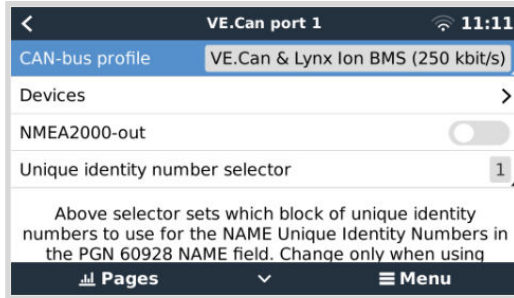 VE.Can port 1
11:11
CAN-bus profile
VE.Can & Lynx Ion BMS (250 kbit/s)
Devices
NMEA2000-out
Unique identity number selector
1
Above selector sets which block of unique identity
numbers to use for the NAME Unique Identity Numbers in
the PGN 60928 NAME field. Change only when using
Pages
Menu